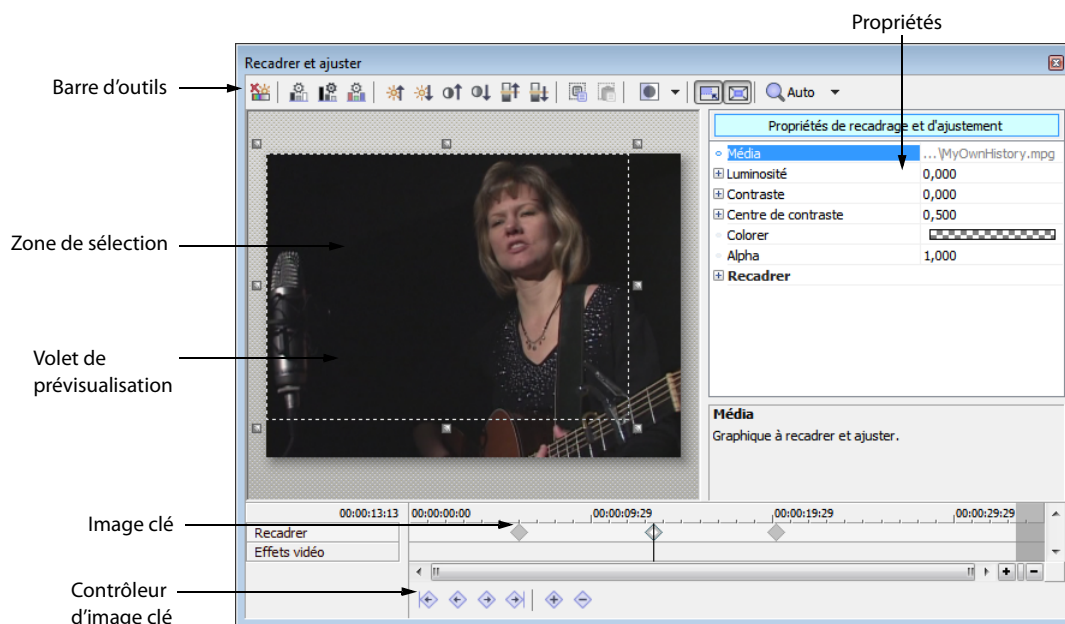 Propriétés
Recadrer et ajuster
Barre d’outils
Auto
Propriétés de recadrage et d'ajustement
Média ...\MyOwnHistory.mpg
Luminosité 0,000
Contraste 0,000
Centre de contraste 0,500
Colorer
Alpha 1,000
Recadrer
Zone de sélection
Volet de
prévisualisation
Média
Graphique à recadrer et ajuster.
00:00:13:13 00:00:00:00 00:00:09:29 00:00:19:29 00:00:29:29
Image clé
Recadrer
Effets vidéo
Contrôleur
d’image clé